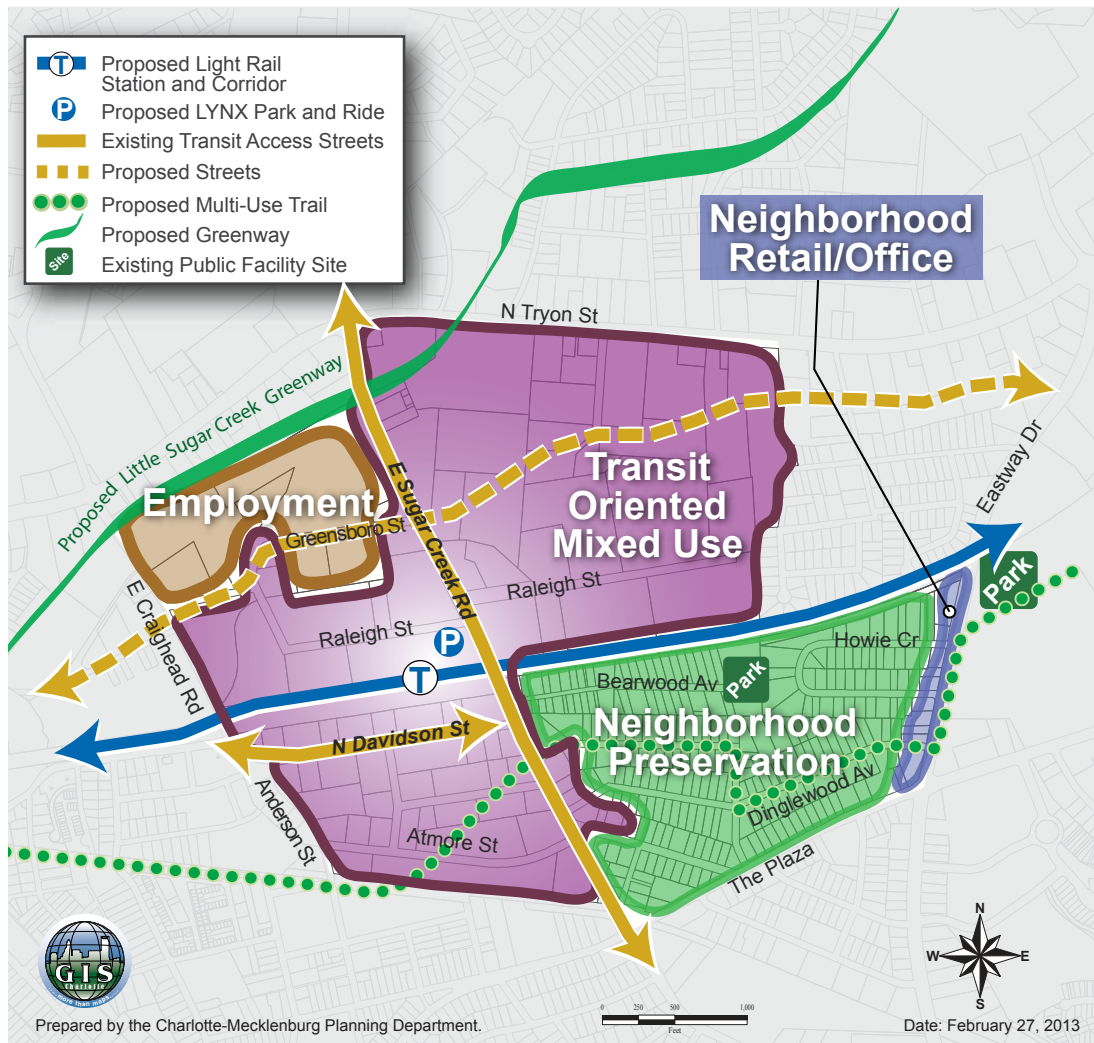 T
Proposed Light Rail
Station and Corridor
P
Proposed LYNX Park and Ride
Existing Transit Access Streets
Proposed Streets
Proposed Multi-Use Trail
Proposed Greenway
Site
Existing Public Facility Site
Neighborhood
Retail/Office
N Tryon St
Proposed Little Sugar Creek Greenway
Eastway Dr
Employment
E Sugar Creek Rd
Transit
Oriented
Mixed Use
Greensboro St
Raleigh St
E Craighead Rd
Raleigh St
P
T
Park
Howie Cr
Bearwood Av
Park
N Davidson St
Neighborhood
Preservation
Dinglewood Av
Anderson St
Atmore St
The Plaza
GIS
Charlotte
...more than maps...
N
W
E
S
0 250 500 1,000
Feet
Prepared by the Charlotte-Mecklenburg Planning Department.
Date: February 27, 2013